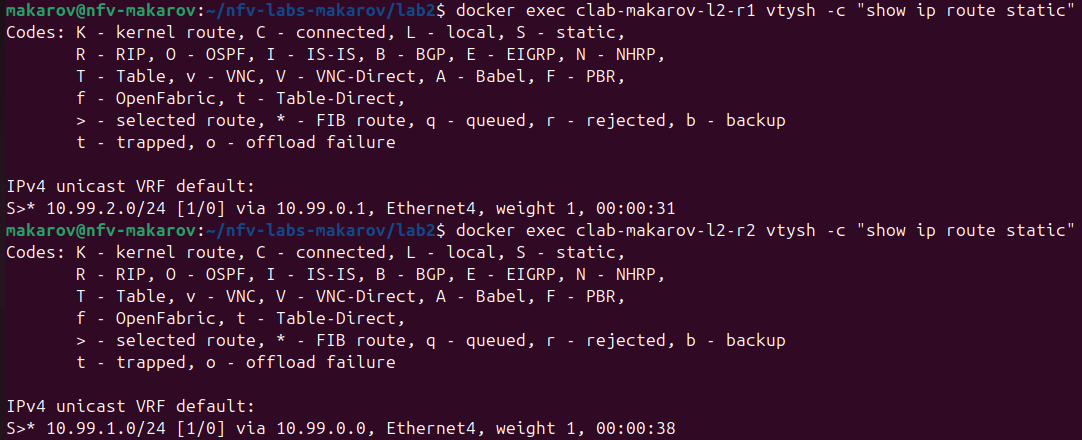 makarov@nfv-makarov:~/nfv-labs-makarov/lab2$ docker exec clab-makarov-l2-r1 vtysh -c "show ip route static"
Codes: K - kernel route, C - connected, L - local, S - static,
       R - RIP, O - OSPF, I - IS-IS, B - BGP, E - EIGRP, N - NHRP,
       T - Table, v - VNC, V - VNC-Direct, A - Babel, F - PBR,
       f - OpenFabric, t - Table-Direct,
       > - selected route, * - FIB route, q - queued, r - rejected, b - backup
       t - trapped, o - offload failure

IPv4 unicast VRF default:
S>* 10.99.2.0/24 [1/0] via 10.99.0.1, Ethernet4, weight 1, 00:00:31
makarov@nfv-makarov:~/nfv-labs-makarov/lab2$ docker exec clab-makarov-l2-r2 vtysh -c "show ip route static"
Codes: K - kernel route, C - connected, L - local, S - static,
       R - RIP, O - OSPF, I - IS-IS, B - BGP, E - EIGRP, N - NHRP,
       T - Table, v - VNC, V - VNC-Direct, A - Babel, F - PBR,
       f - OpenFabric, t - Table-Direct,
       > - selected route, * - FIB route, q - queued, r - rejected, b - backup
       t - trapped, o - offload failure

IPv4 unicast VRF default:
S>* 10.99.1.0/24 [1/0] via 10.99.0.0, Ethernet4, weight 1, 00:00:38